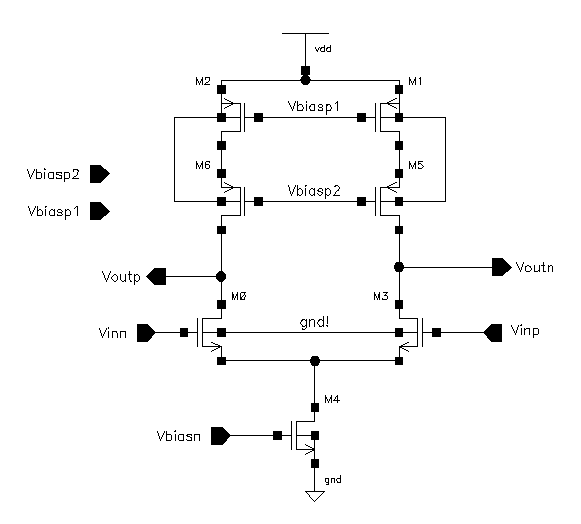 vdd
M2
M1
Vbiasp1
M6
M5
Vbiasp2
Vbiasp2
Vbiasp1
Voutp
Voutn
MØ
M3
Vinn
gnd!
Vinp
M4
Vbiasn
gnd